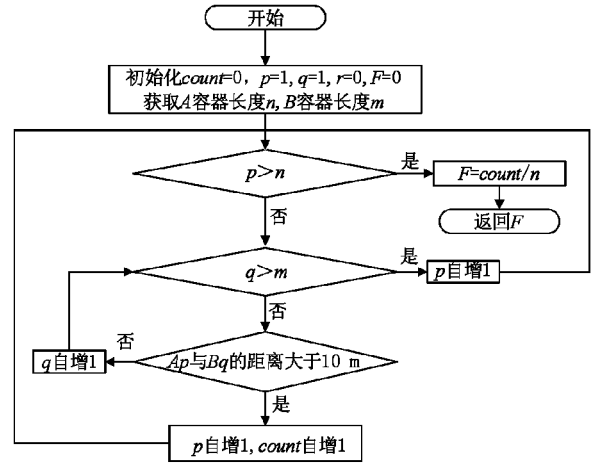 开始
初始化count=0，p=1, q=1, r=0, F=0
获取A容器长度n, B容器长度m
p＞n
是
F=count/n
返回F
否
q＞m
是
p自增1
否
Ap与Bq的距离大于10 m
否
q自增1
是
p自增1, count自增1